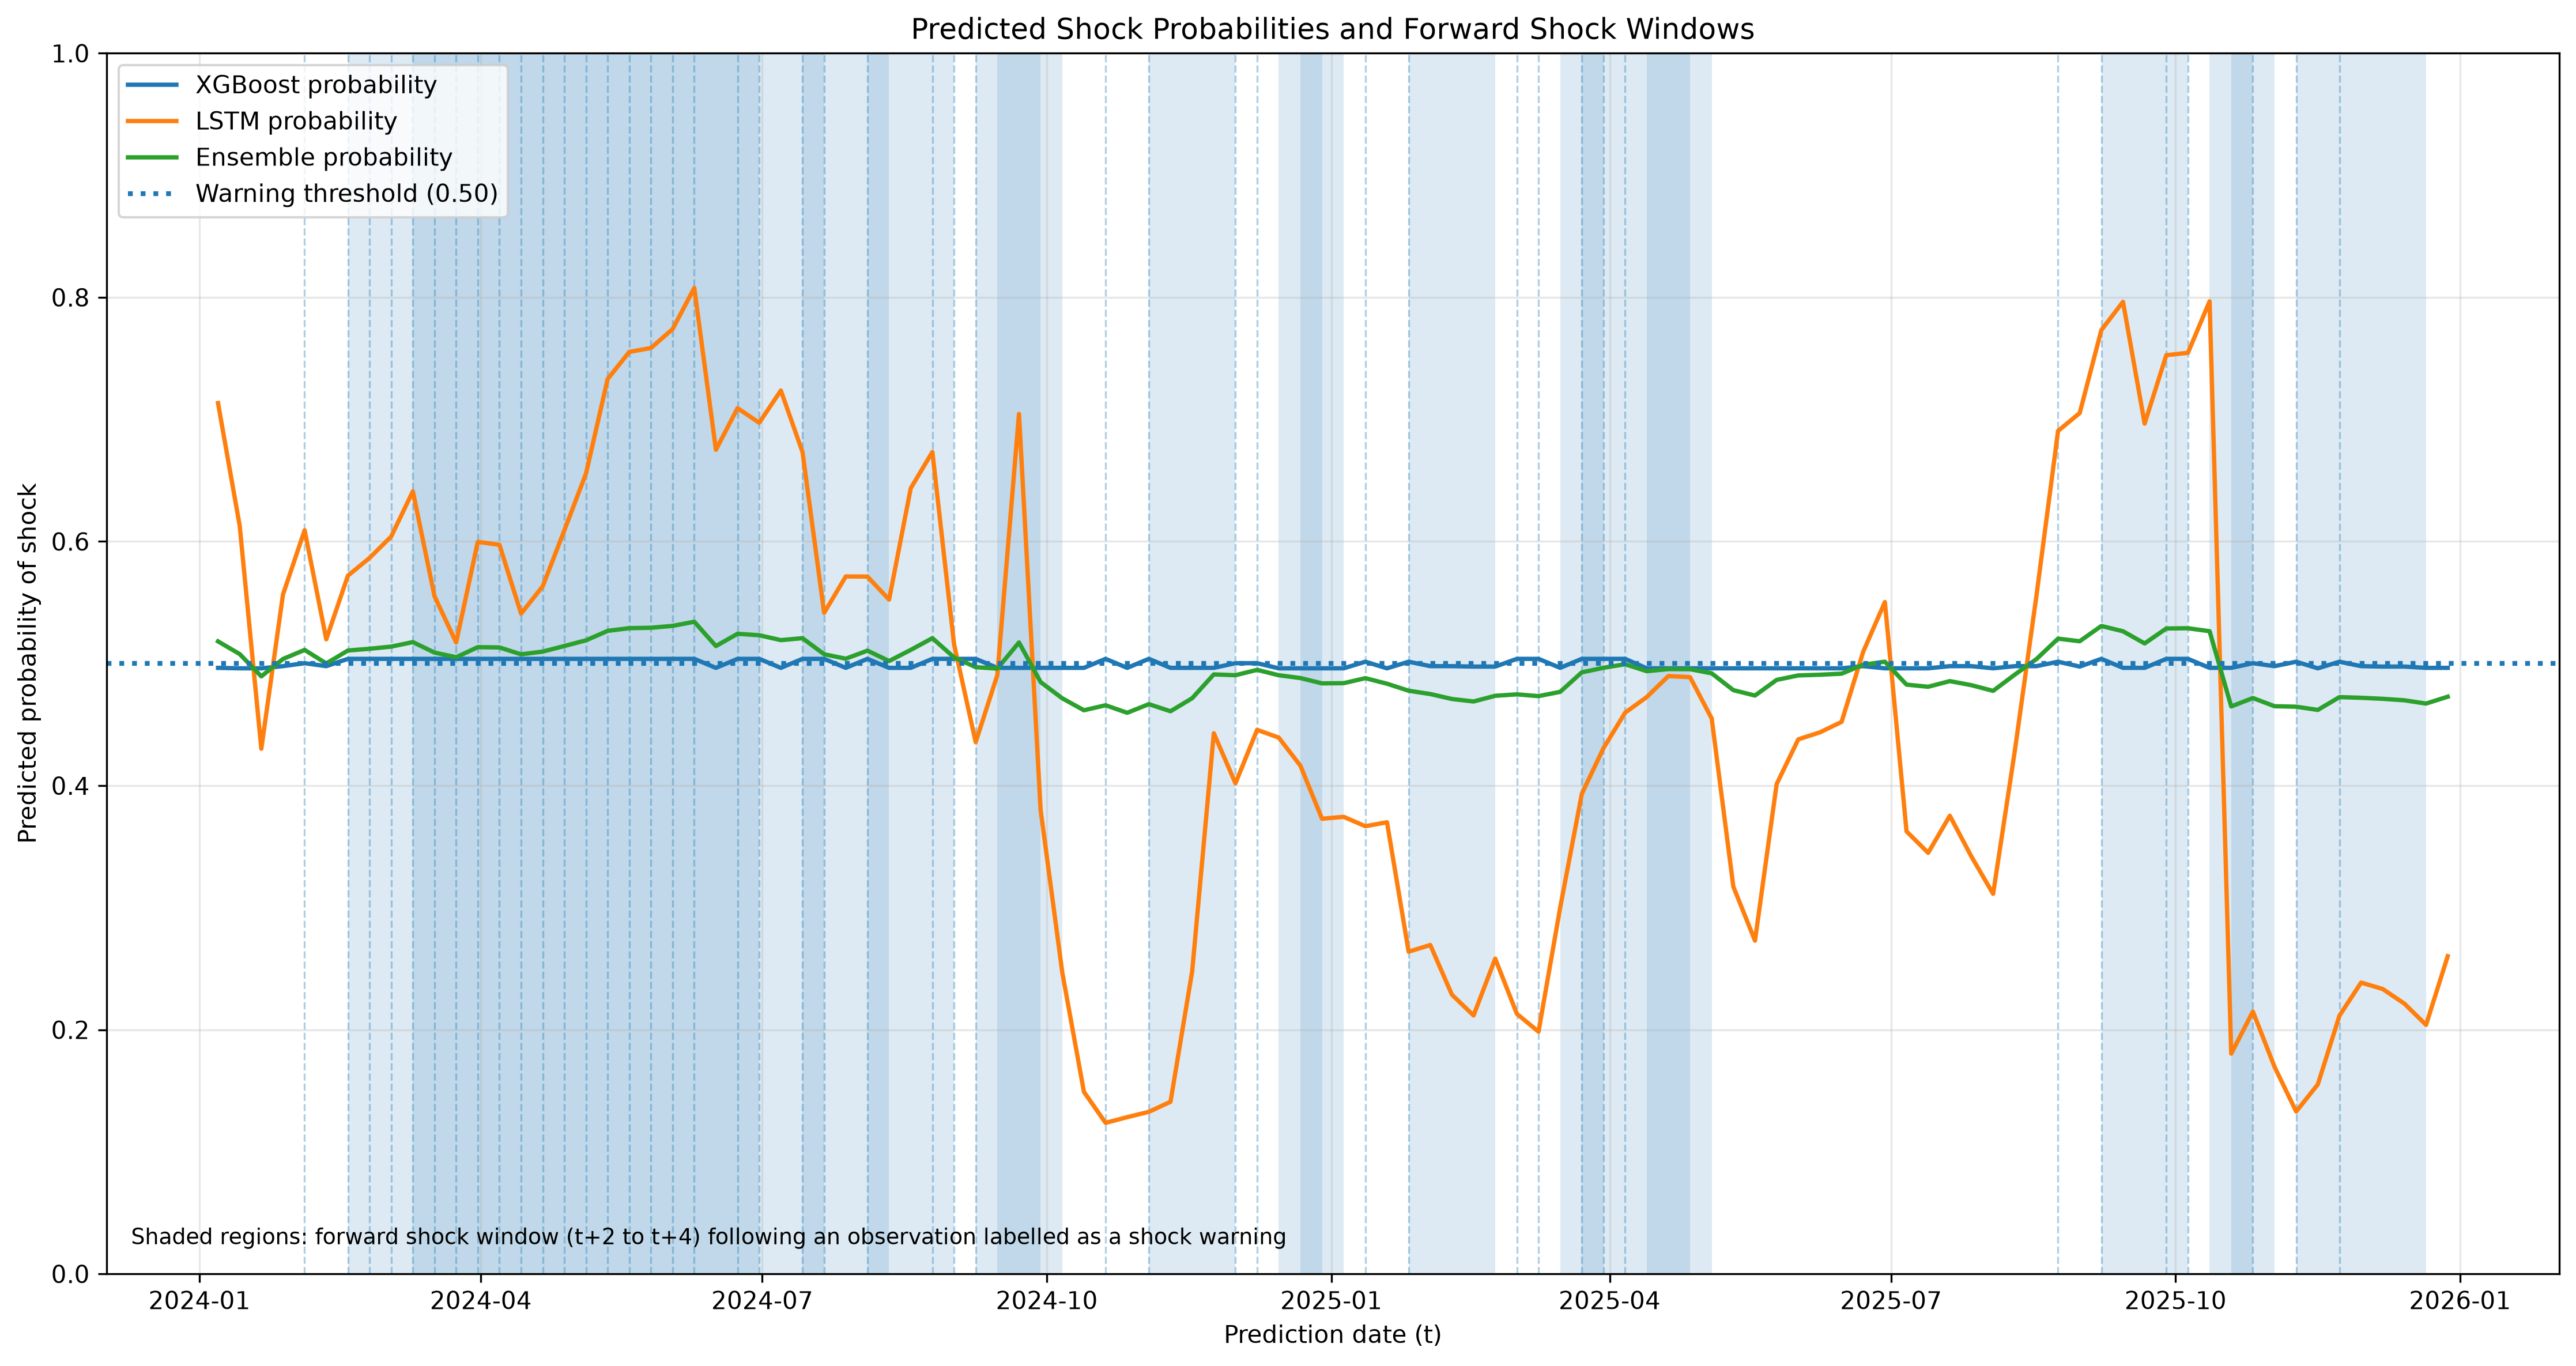 Predicted Shock Probabilities and Forward Shock Windows
1.0
0.8
0.6
0.4
0.2
0.0
Predicted probability of shock
XGBoost probability
LSTM probability
Ensemble probability
Warning threshold (0.50)
Shaded regions: forward shock window (t+2 to t+4) following an observation labelled as a shock warning
2024-01 2024-04 2024-07 2024-10 2025-01 2025-04 2025-07 2025-10 2026-01
Prediction date (t)